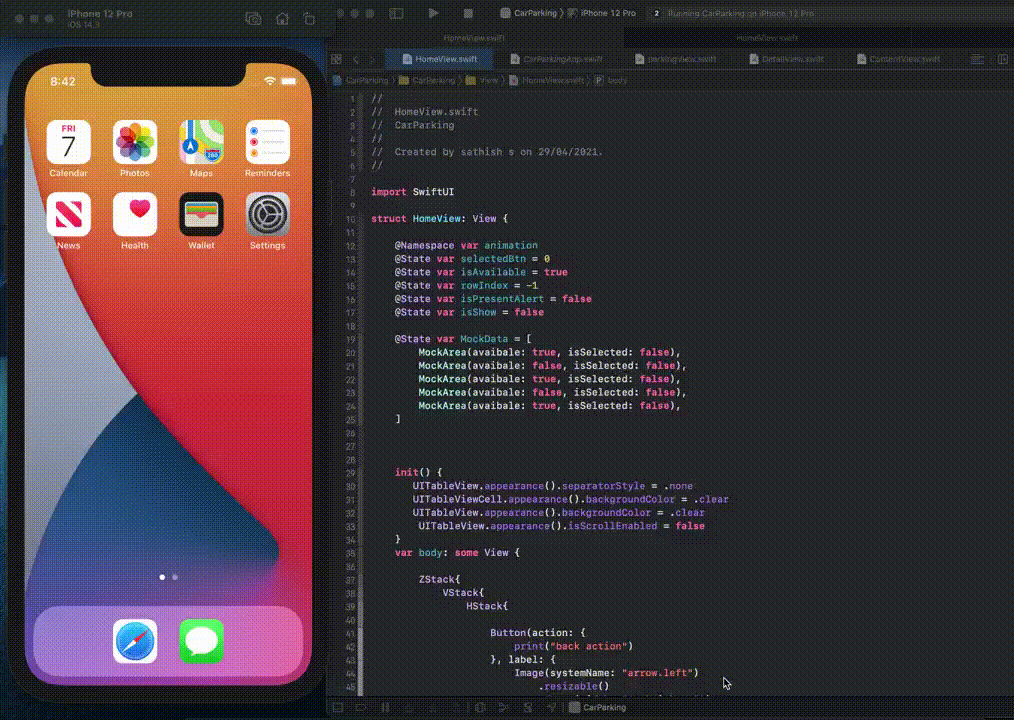 iPhone 12 Pro
iOS 14.3
8:42
FRI
7
Calendar
Photos
Maps
Reminders
280
News
Health
Wallet
Settings
CarParking 〉 iPhone 12 Pro
2 Running CarParking on iPhone 12 Pro
HomeView.swift
HomeView.swift
HomeView.swift
CarParkingApp.swift
parkingView.swift
DetailView.swift
ContentView.swift
CarParking 〉 CarParking 〉 View 〉 HomeView.swift 〉 P body
1 //
2 //  HomeView.swift
3 //  CarParking
4 //
5 //  Created by sathish s on 29/04/2021.
6 //
7
8 import SwiftUI
9
10 struct HomeView: View {
11
12 @Namespace var animation
13 @State var selectedBtn = 0
14 @State var isAvailable = true
15 @State var rowIndex = -1
16 @State var isPresentAlert = false
17 @State var isShow = false
18
19 @State var MockData = [
20 MockArea(avaibale: true, isSelected: false),
21 MockArea(avaibale: false, isSelected: false),
22 MockArea(avaibale: true, isSelected: false),
23 MockArea(avaibale: false, isSelected: false),
24 MockArea(avaibale: true, isSelected: false),
25 ]
26
27
28
29 init() {
30 UITableView.appearance().separatorStyle = .none
31 UITableViewCell.appearance().backgroundColor = .clear
32 UITableView.appearance().backgroundColor = .clear
33 UITableView.appearance().isScrollEnabled = false
34 }
35 var body: some View {
36
37 ZStack{
38 VStack{
39 HStack{
40
41 Button(action: {
42 print("back action")
43 }, label: {
44 Image(systemName: "arrow.left")
45 .resizable()
CarParking